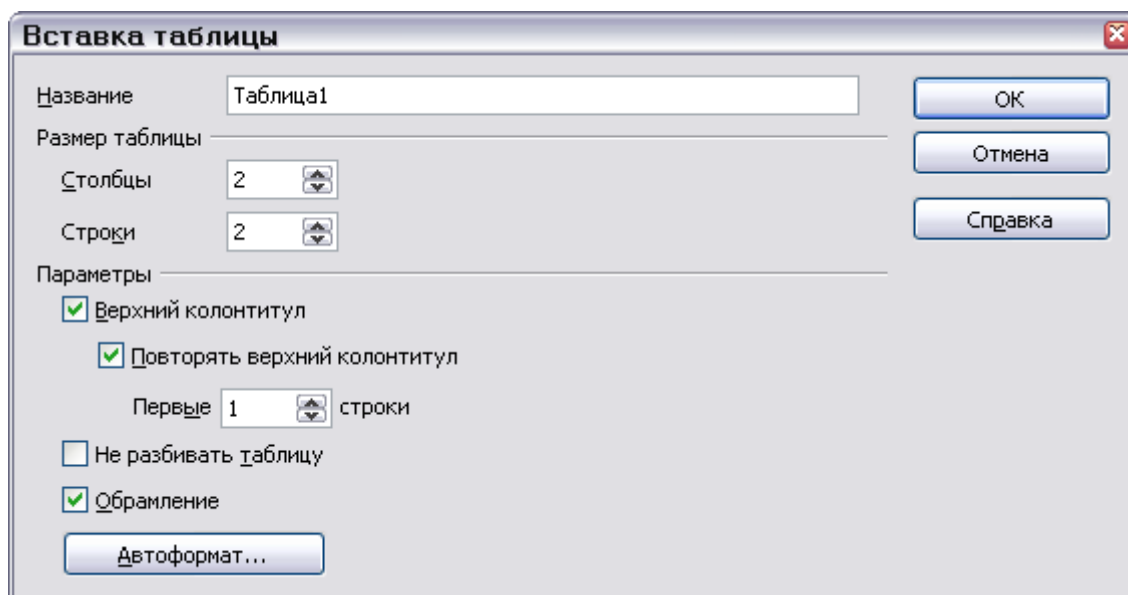 Вставка таблицы
Название Таблица1
ОК
Размер таблицы
Отмена
Столбцы 2
Строки 2
Справка
Параметры
Верхний колонтитул
Повторять верхний колонтитул
Первые 1 строки
Не разбивать таблицу
Обрамление
Автоформат...